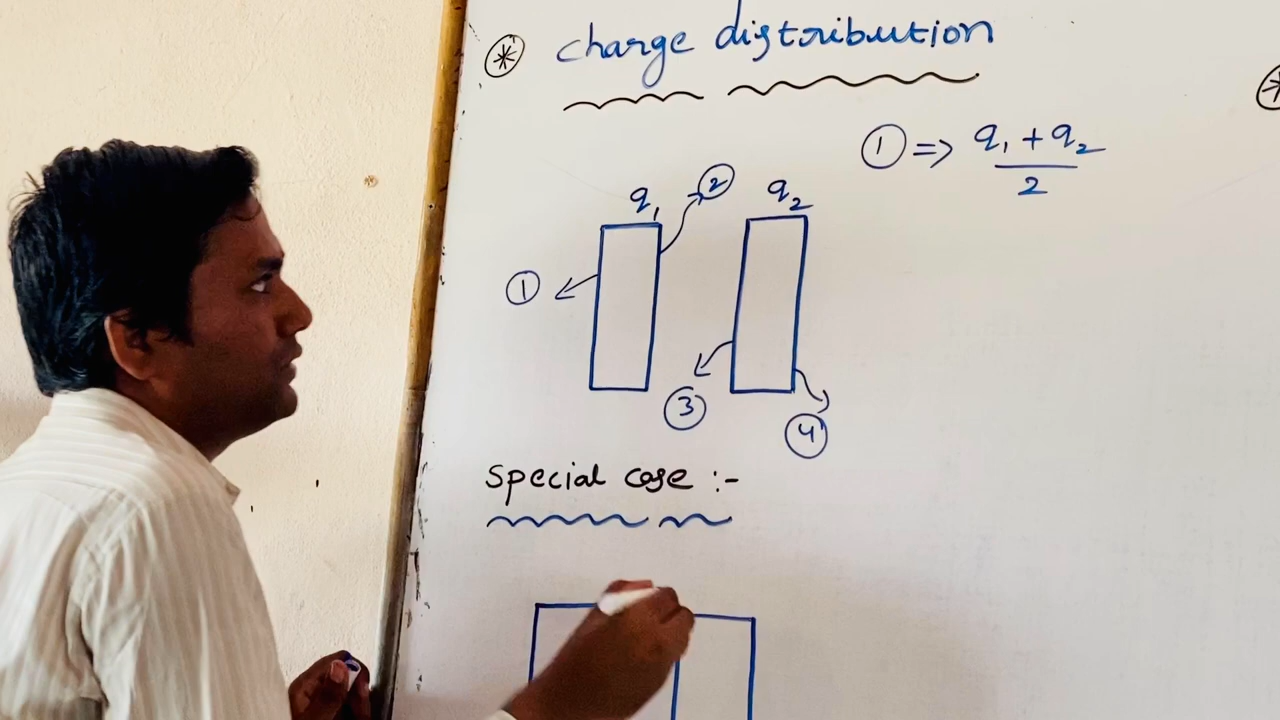 ⊛ charge distribution
① => q₁ + q₂ / 2
q₁ ② q₂
①
③
④
special case :-